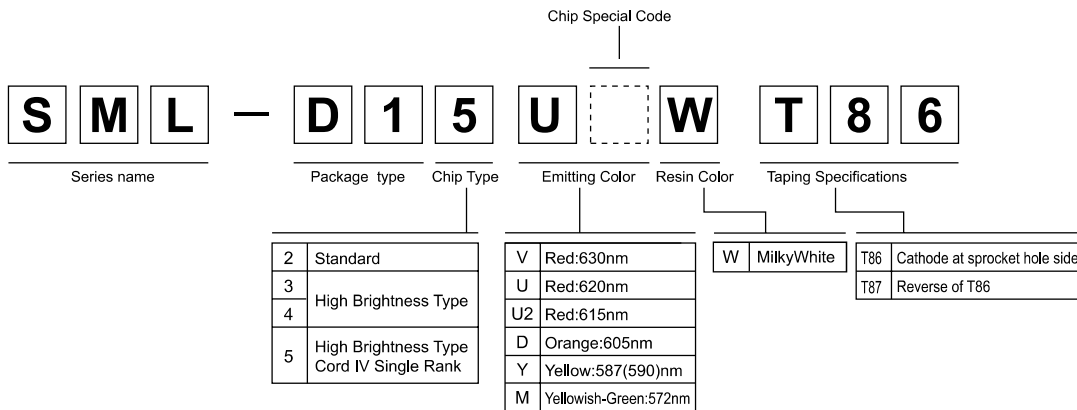 Chip Special Code
S M L — D 1 5 U W T 8 6
Series name
Package type
Chip Type
Emitting Color
Resin Color
Taping Specifications
2 Standard
3
4
High Brightness Type
5 High Brightness Type
Cord IV Single Rank
V Red:630nm
U Red:620nm
U2 Red:615nm
D Orange:605nm
Y Yellow:587(590)nm
M Yellowish-Green:572nm
W MilkyWhite
T86 Cathode at sprocket hole side
T87 Reverse of T86